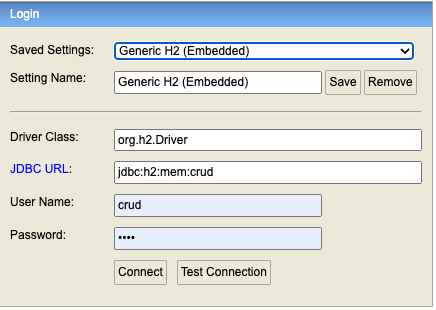 Login
Saved Settings: Generic H2 (Embedded)
Setting Name: Generic H2 (Embedded) Save Remove
Driver Class: org.h2.Driver
JDBC URL: jdbc:h2:mem:crud
User Name: crud
Password: ••••
Connect Test Connection